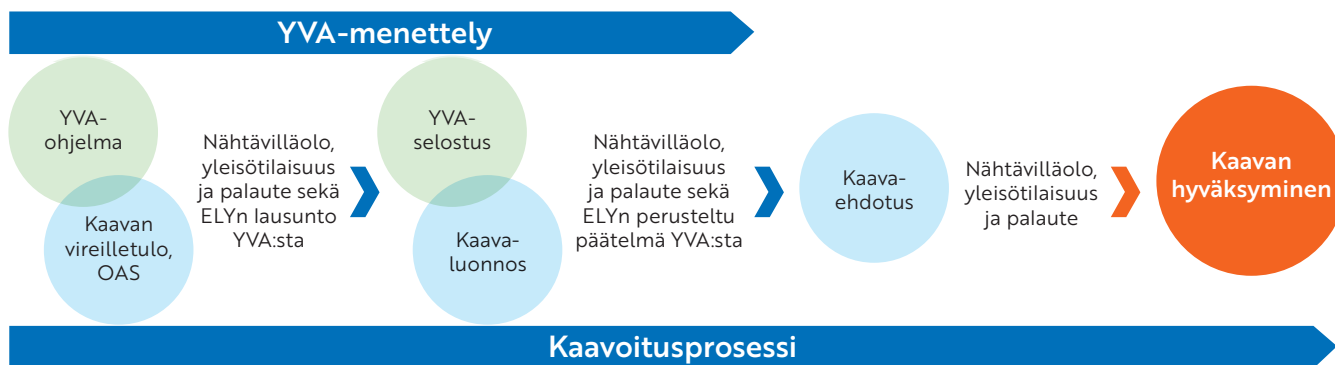 YVA-menettely
YVA-
ohjelma
Kaavan
vireilletulo,
OAS
Nähtävilläolo,
yleisötilaisuus
ja palaute sekä
ELYn lausunto
YVA:sta
YVA-
selostus
Kaava-
luonnos
Nähtävilläolo,
yleisötilaisuus
ja palaute sekä
ELYn perusteltu
päätelmä YVA:sta
Kaava-
ehdotus
Nähtävilläolo,
yleisötilaisuus
ja palaute
Kaavan
hyväksyminen
Kaavoitusprosessi